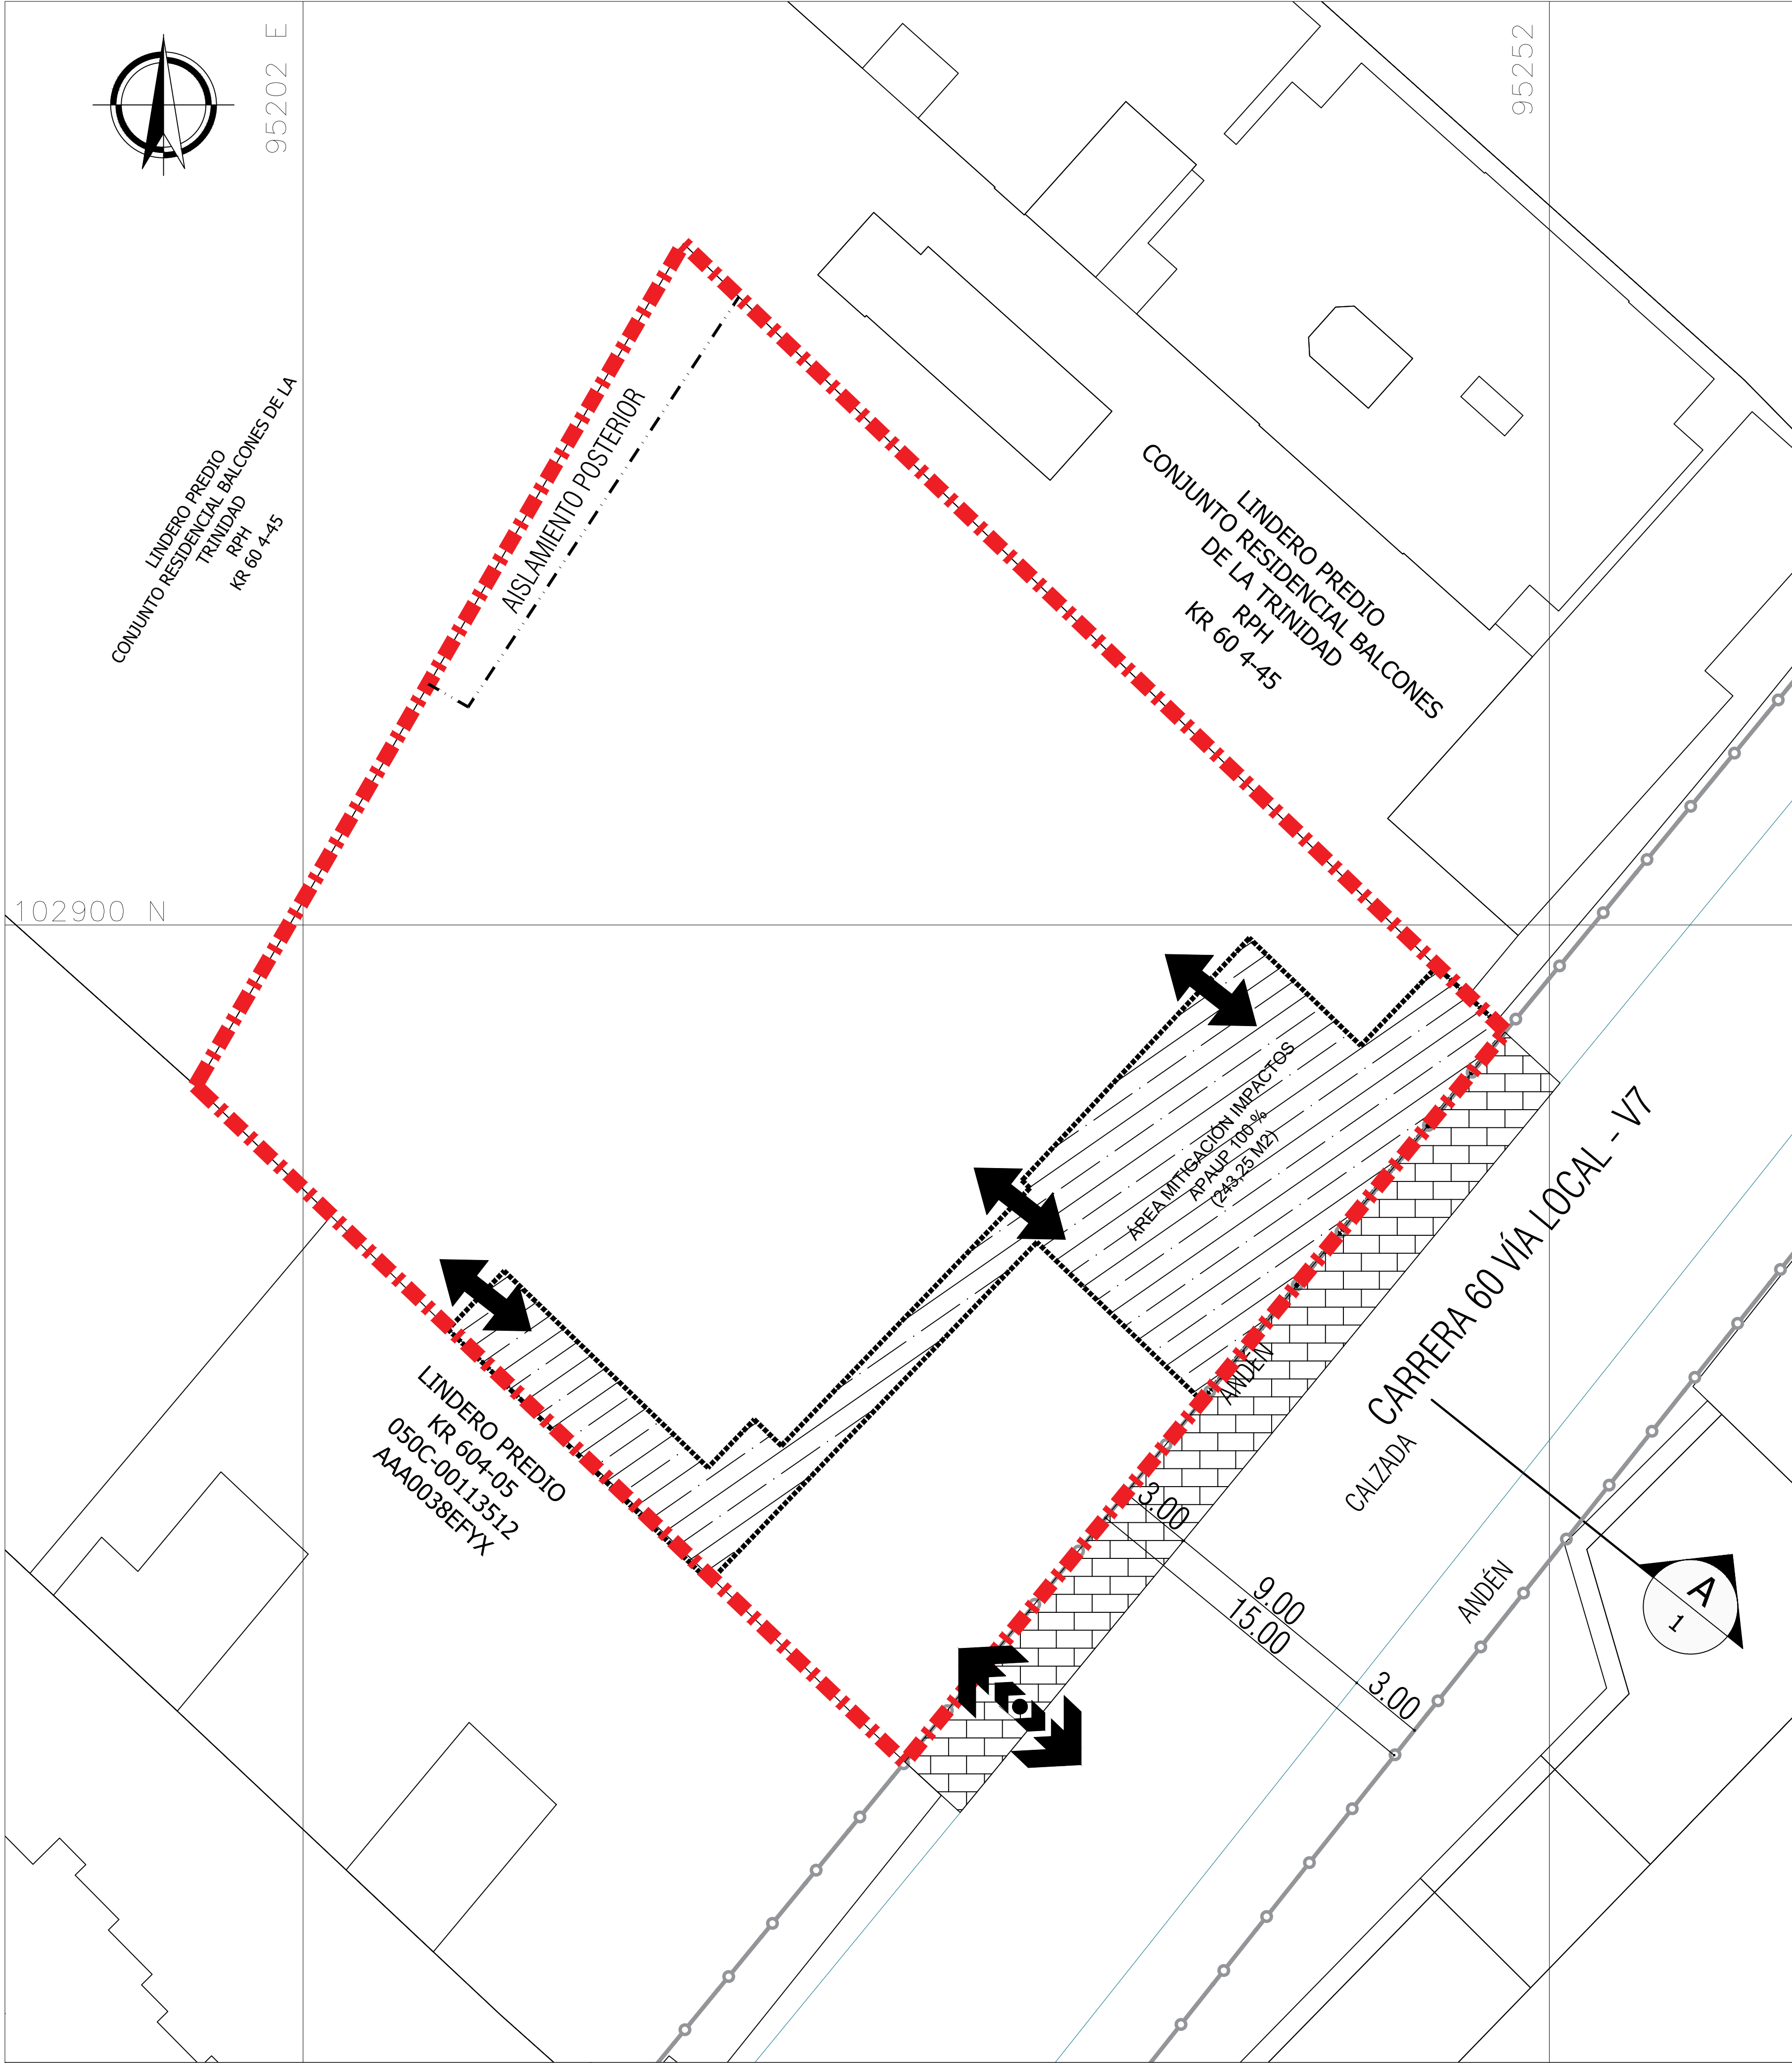 95202 E
95252
LINDERO PREDIO
CONJUNTO RESIDENCIAL BALCONES DE LA
TRINIDAD
RPH
KR 60 4-45
AISLAMIENTO POSTERIOR
LINDERO PREDIO
CONJUNTO RESIDENCIAL BALCONES
DE LA TRINIDAD
RPH
KR 60 4-45
102900 N
ÁREA MITIGACIÓN IMPACTOS
APAUP 100 %
(243,25 M2)
LINDERO PREDIO
KR 604-05
050C-00113512
AAA0038EFYX
ANDÉN
CARRERA 60 VÍA LOCAL - V7
CALZADA
ANDÉN
3.00
9.00
15.00
3.00
A
1